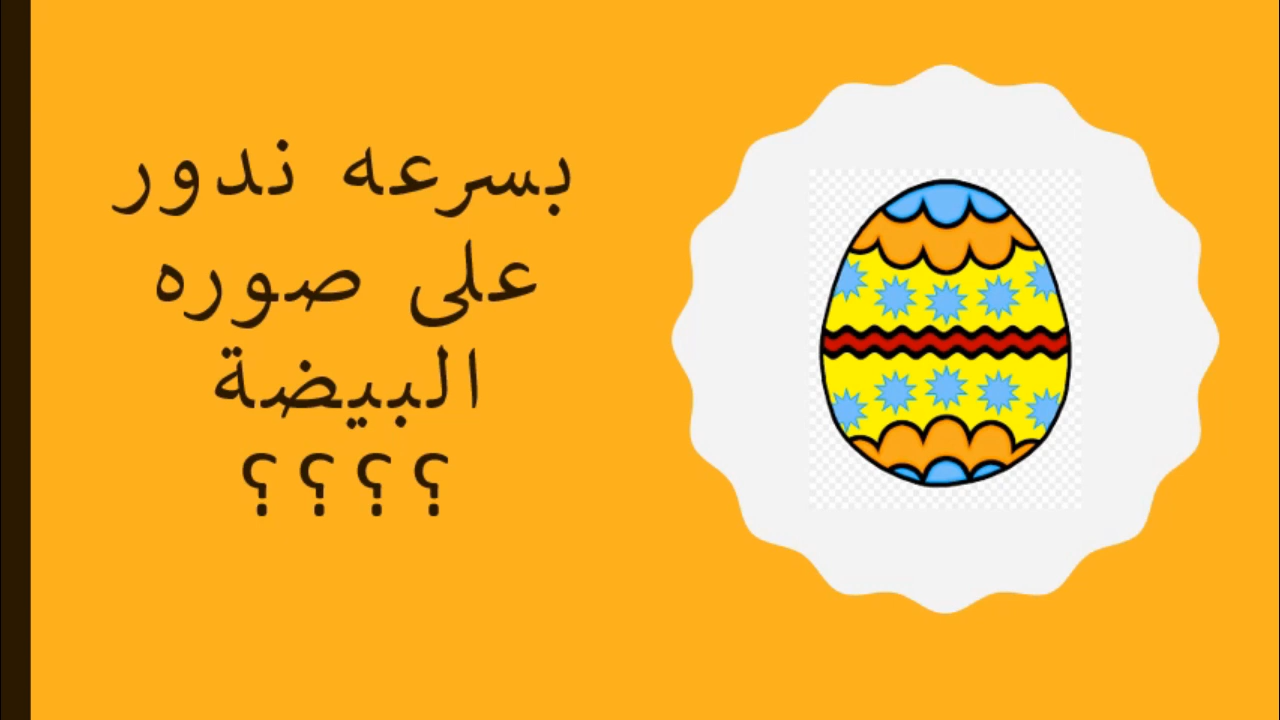 بسرعه ندور
على صوره
البيضة
؟؟؟؟